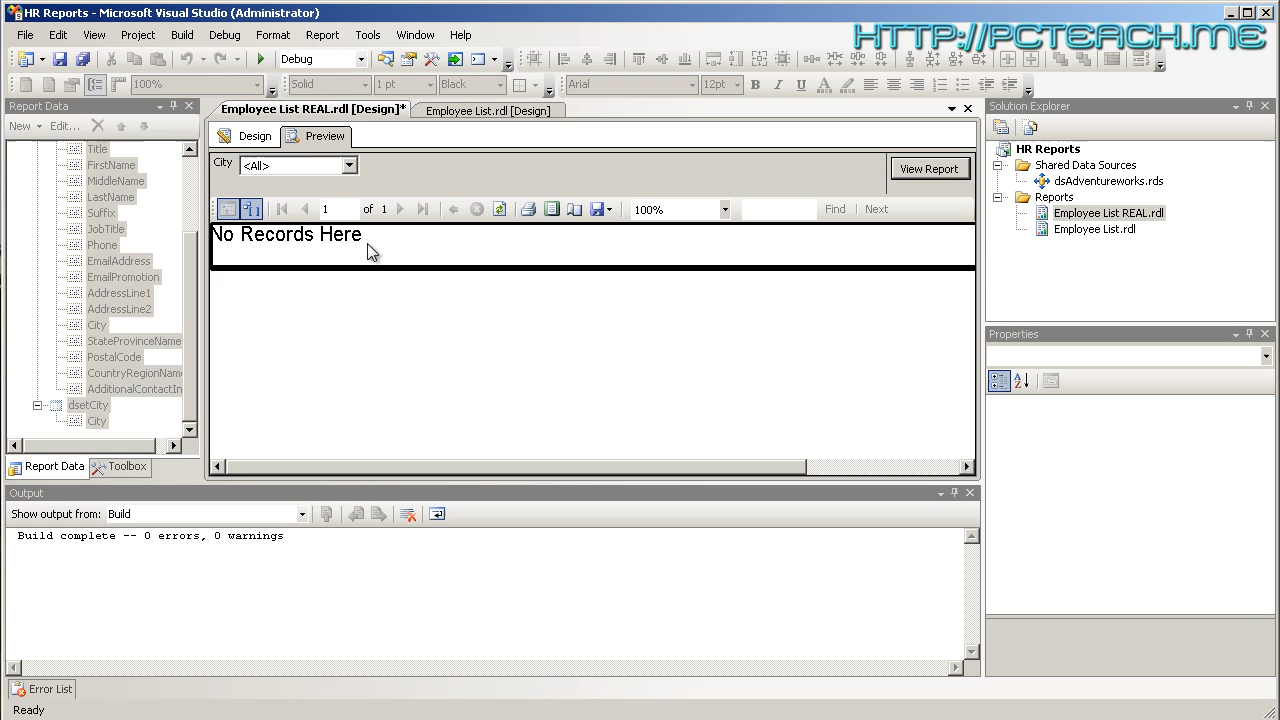 HR Reports - Microsoft Visual Studio (Administrator)
File Edit View Project Build De Format Rep To Window Help
HTTP://PCTEACH.ME
Debug
100% Solid 1 pt Black Arial 12pt B I U A
Report Data
New Edit...
Title
FirstName
MiddleName
LastName
Suffix
JobTitle
Phone
EmailAddress
EmailPromotion
AddressLine1
AddressLine2
City
StateProvinceName
PostalCode
CountryRegionName
AdditionalContactIn
dsetCity
City
Report Data Toolbox
Employee List REAL.rdl [Design]* Employee List.rdl [Design]
Design Preview
City <All> View Report
1 of 1 100% Find Next
No Records Here
Solution Explorer
HR Reports
Shared Data Sources
dsAdventureworks.rds
Reports
Employee List REAL.rdl
Employee List.rdl
Properties
Output
Show output from: Build
Build complete -- 0 errors, 0 warnings
Error List
Ready